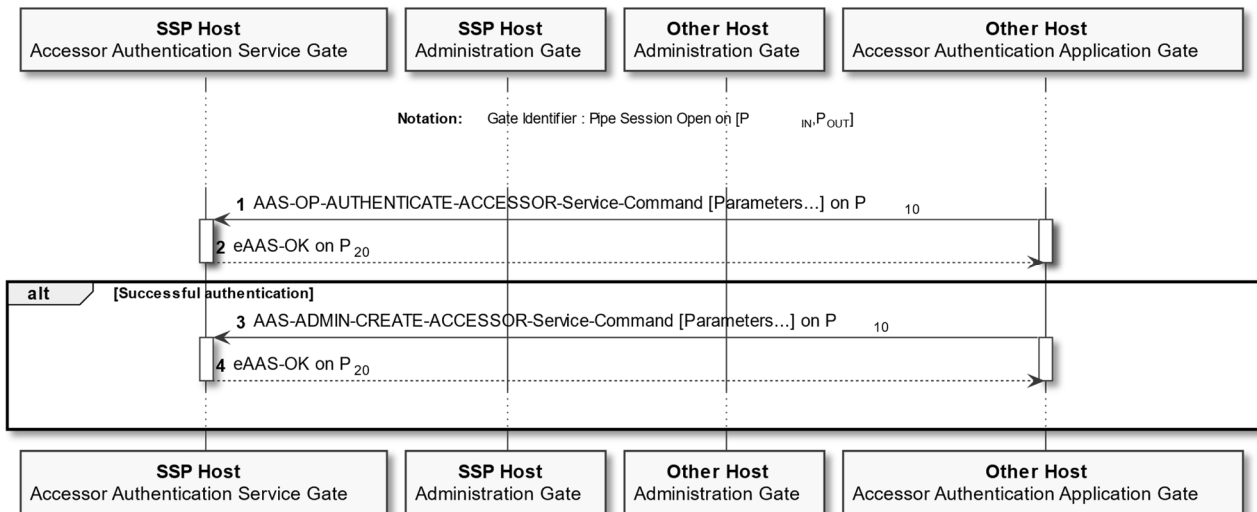 SSP Host
Accessor Authentication Service Gate
SSP Host
Administration Gate
Other Host
Administration Gate
Other Host
Accessor Authentication Application Gate
Notation: Gate Identifier : Pipe Session Open on [P IN,POUT]
1 AAS-OP-AUTHENTICATE-ACCESSOR-Service-Command [Parameters...] on P 10
2 eAAS-OK on P20
alt [Successful authentication]
3 AAS-ADMIN-CREATE-ACCESSOR-Service-Command [Parameters...] on P 10
4 eAAS-OK on P20
SSP Host
Accessor Authentication Service Gate
SSP Host
Administration Gate
Other Host
Administration Gate
Other Host
Accessor Authentication Application Gate